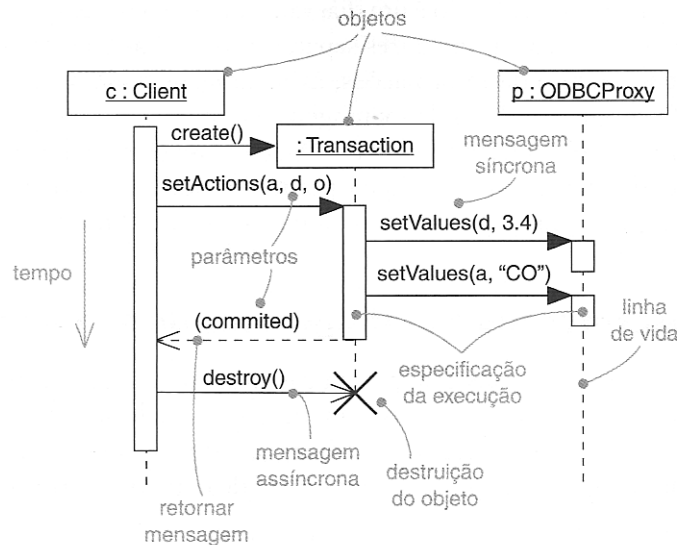 objetos
c : Client
p : ODBCProxy
create()
: Transaction
mensagem
síncrona
setActions(a, d, o)
setValues(d, 3.4)
parâmetros
tempo
setValues(a, “CO”)
(commited)
linha
de vida
especificação
da execução
destroy()
mensagem
assíncrona
destruição
do objeto
retornar
mensagem